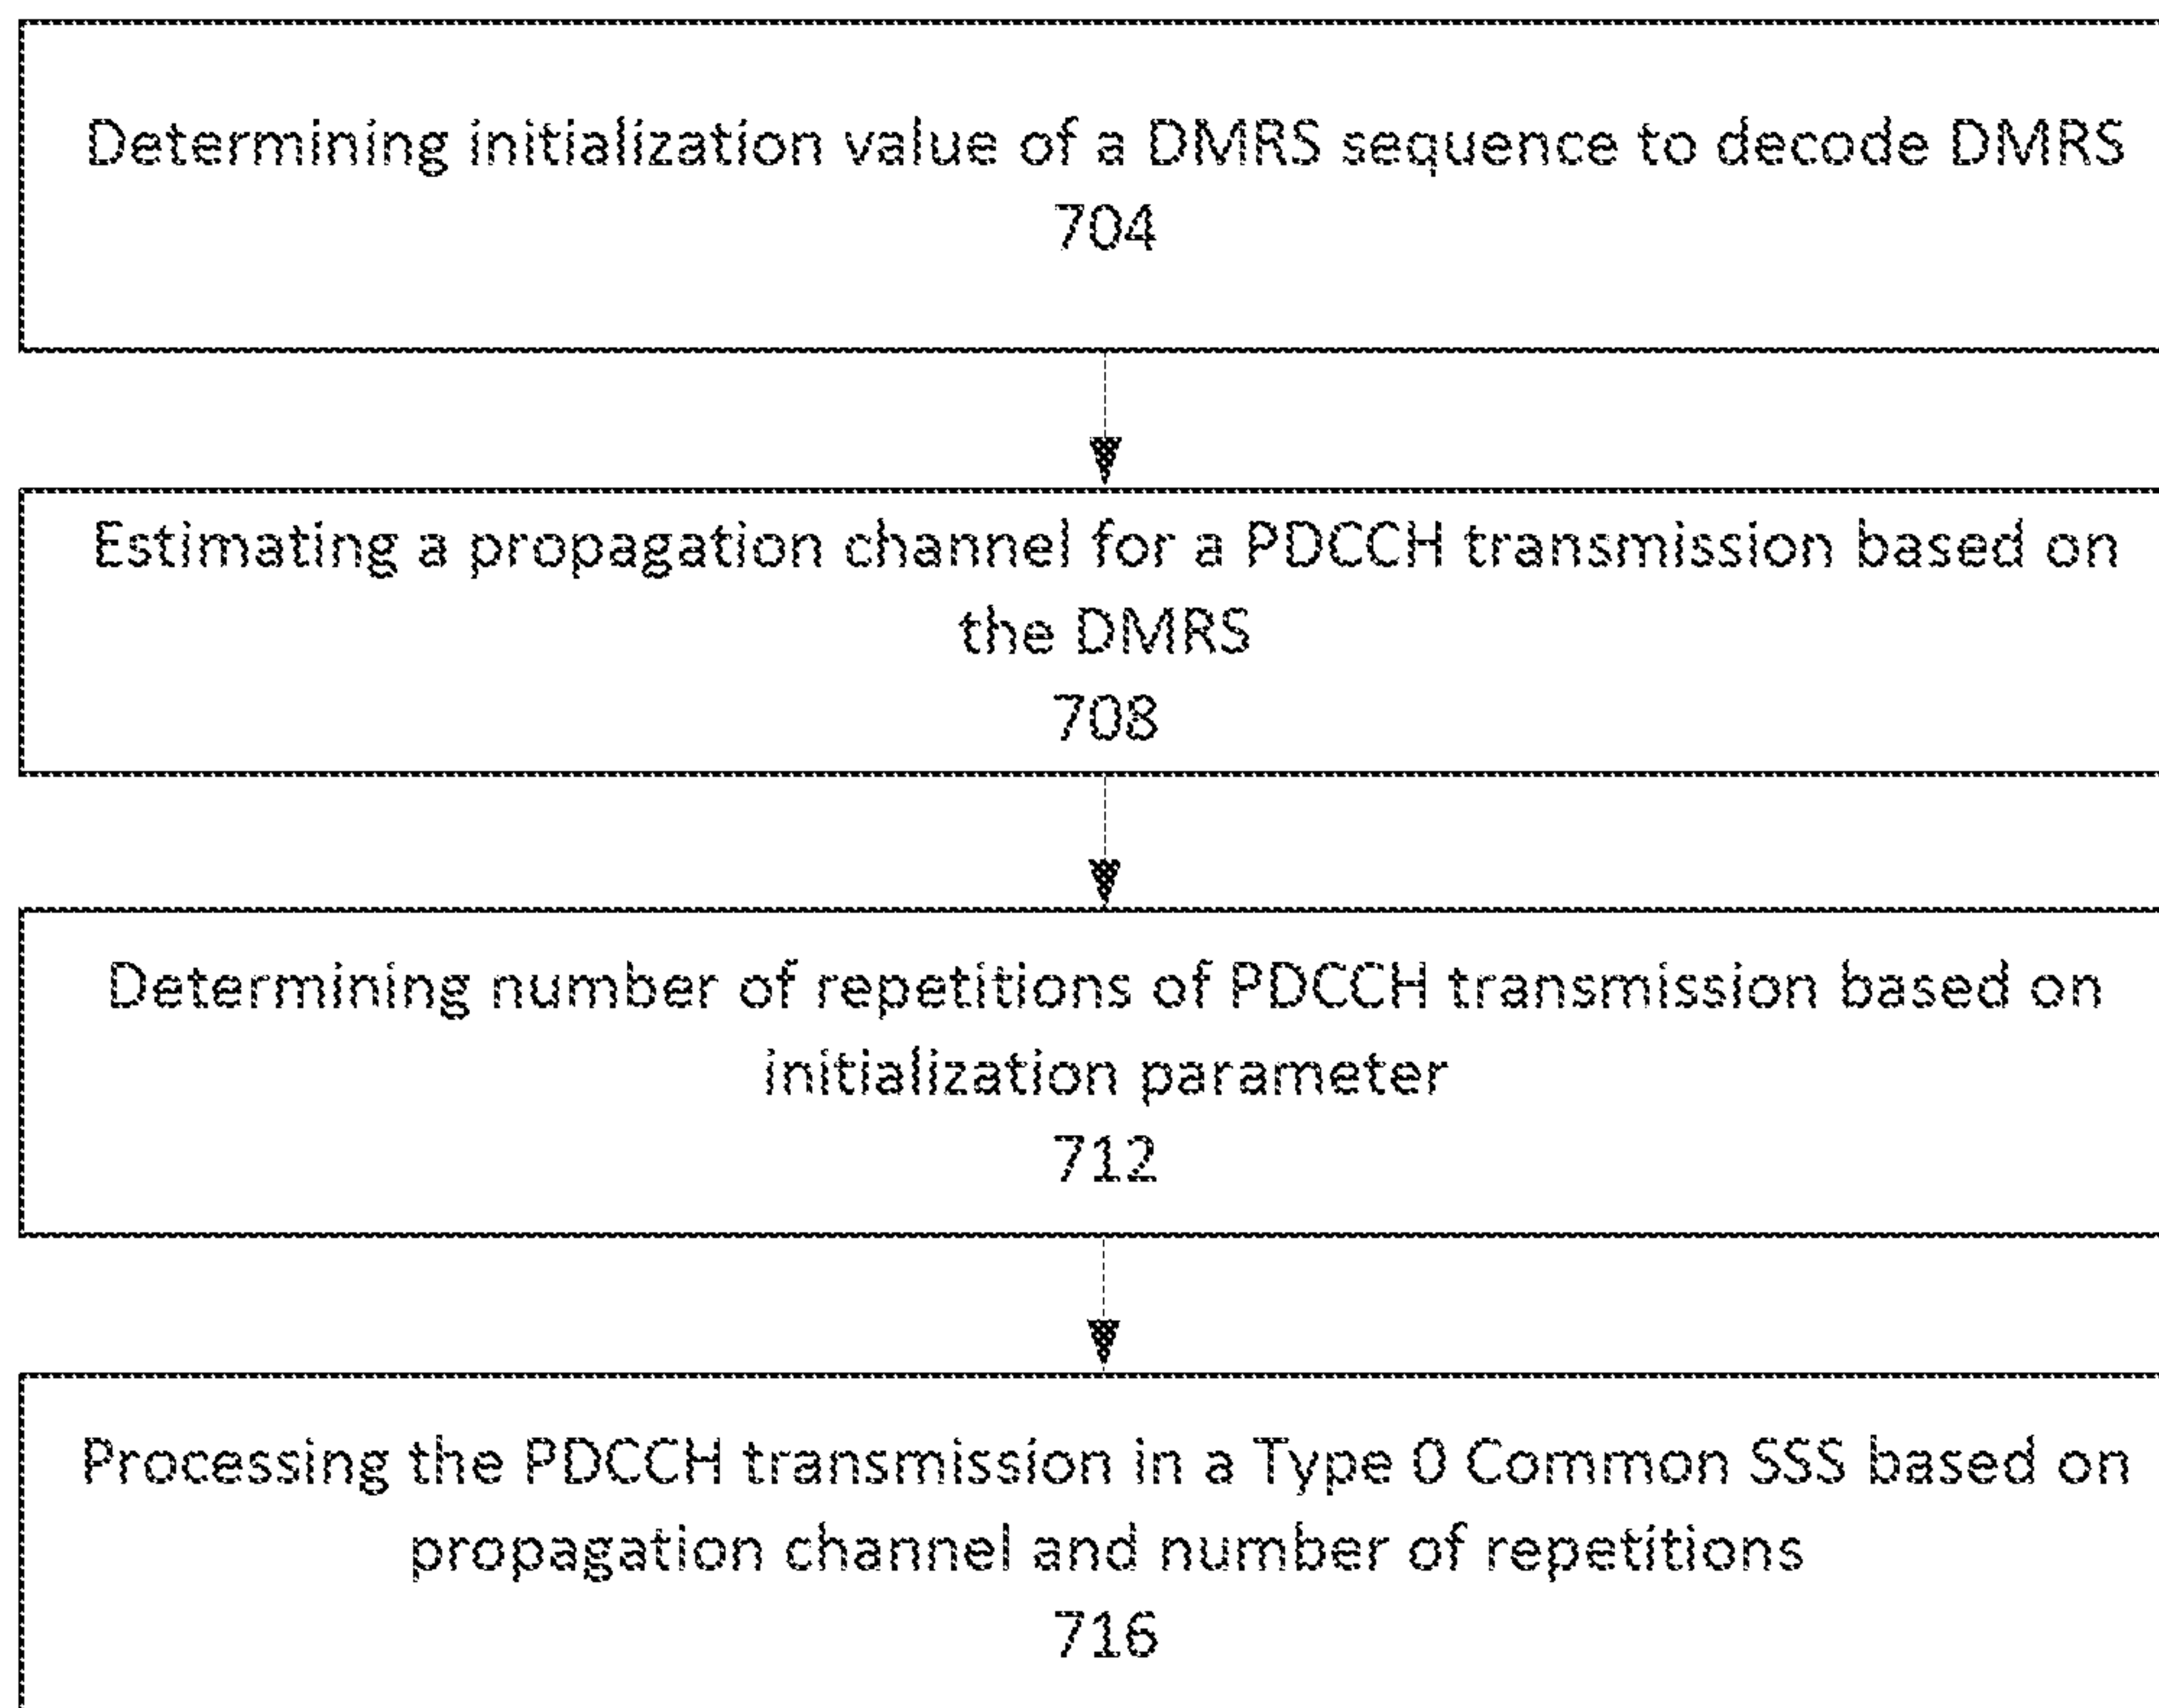 Determining initialization value of a DMRS sequence to decode DMRS
704
Estimating a propagation channel for a PDCCH transmission based on
the DMRS
708
Determining number of repetitions of PDCCH transmission based on
initialization parameter
712
Processing the PDCCH transmission in a Type 0 Common SSS based on
propagation channel and number of repetitions
716